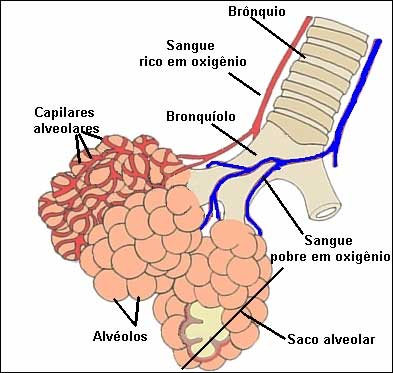 Brônquio
Sangue
rico em oxigênio
Capilares
alveolares
Bronquíolo
Sangue
pobre em oxigênio
Alvéolos
Saco alveolar